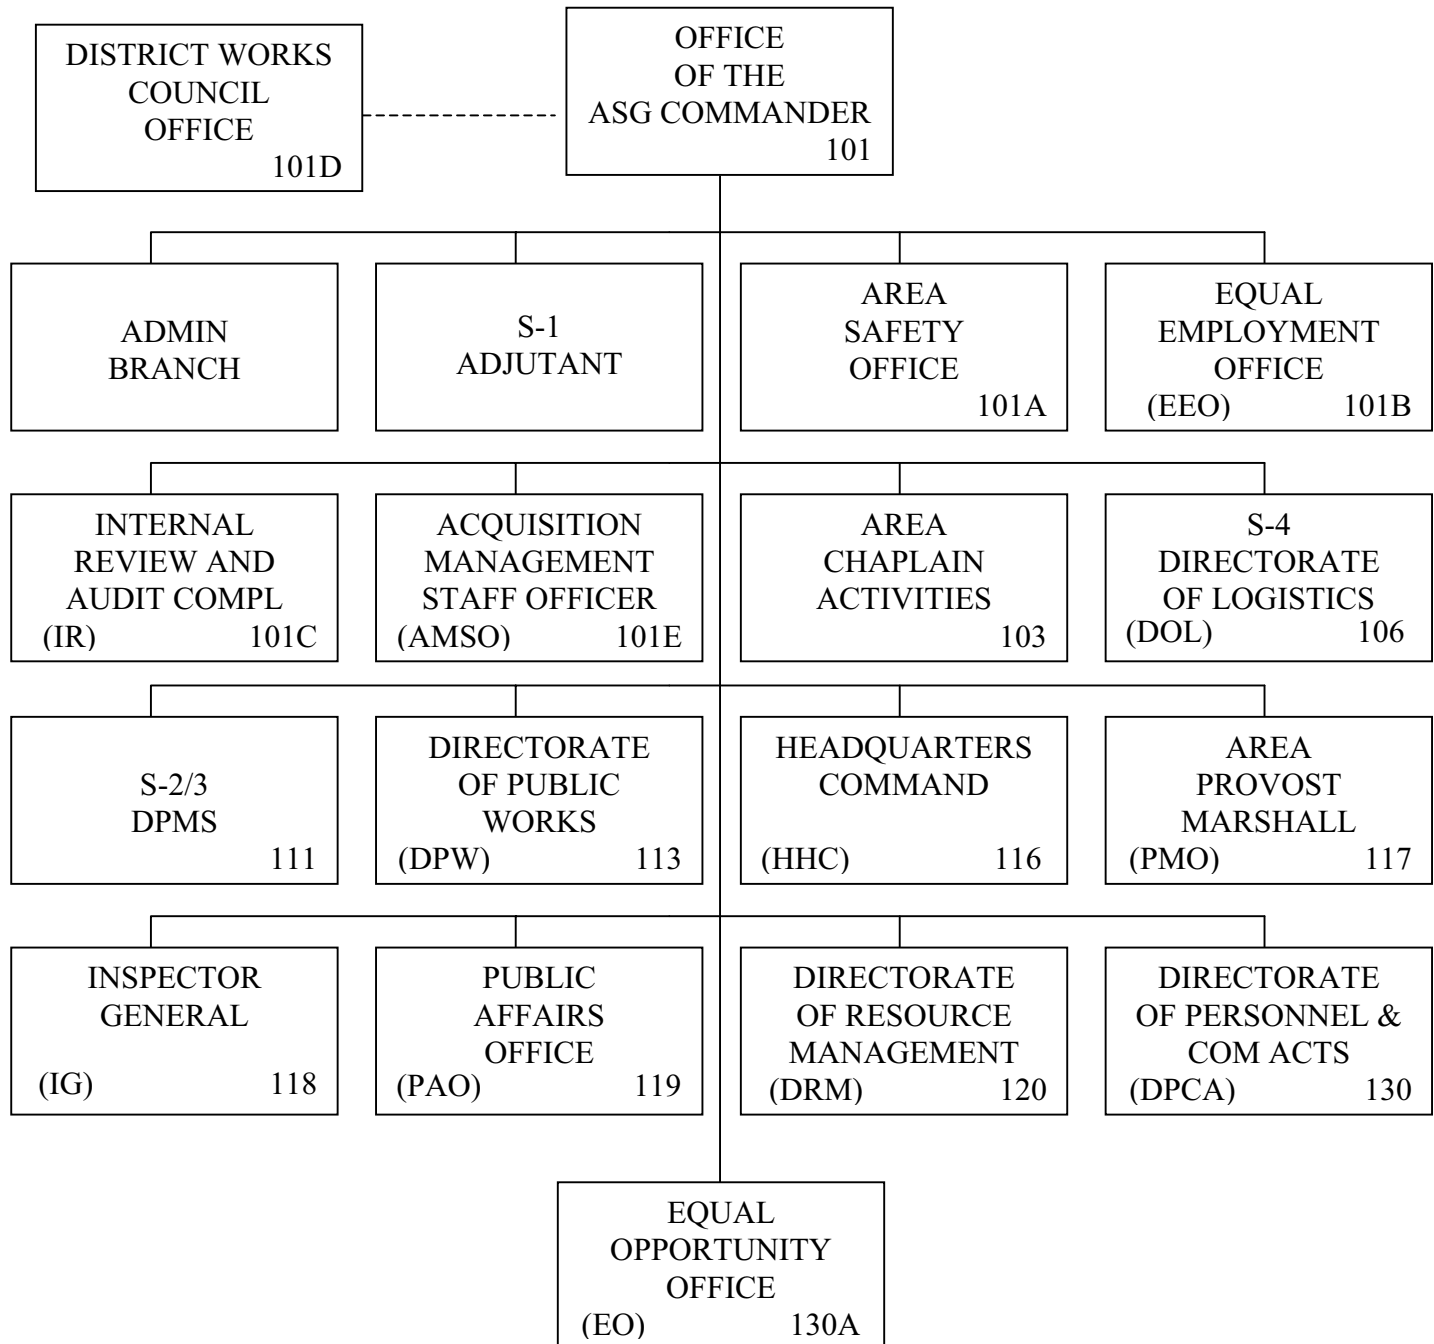 DISTRICT WORKS
COUNCIL
OFFICE
101D
OFFICE
OF THE
ASG COMMANDER
101
ADMIN
BRANCH
S-1
ADJUTANT
AREA
SAFETY
OFFICE
101A
EQUAL
EMPLOYMENT
OFFICE
(EEO) 101B
INTERNAL
REVIEW AND
AUDIT COMPL
(IR) 101C
ACQUISITION
MANAGEMENT
STAFF OFFICER
(AMSO) 101E
AREA
CHAPLAIN
ACTIVITIES
103
S-4
DIRECTORATE
OF LOGISTICS
(DOL) 106
S-2/3
DPMS
111
DIRECTORATE
OF PUBLIC
WORKS
(DPW) 113
HEADQUARTERS
COMMAND
(HHC) 116
AREA
PROVOST
MARSHALL
(PMO) 117
INSPECTOR
GENERAL
(IG) 118
PUBLIC
AFFAIRS
OFFICE
(PAO) 119
DIRECTORATE
OF RESOURCE
MANAGEMENT
(DRM) 120
DIRECTORATE
OF PERSONNEL &
COM ACTS
(DPCA) 130
EQUAL
OPPORTUNITY
OFFICE
(EO) 130A